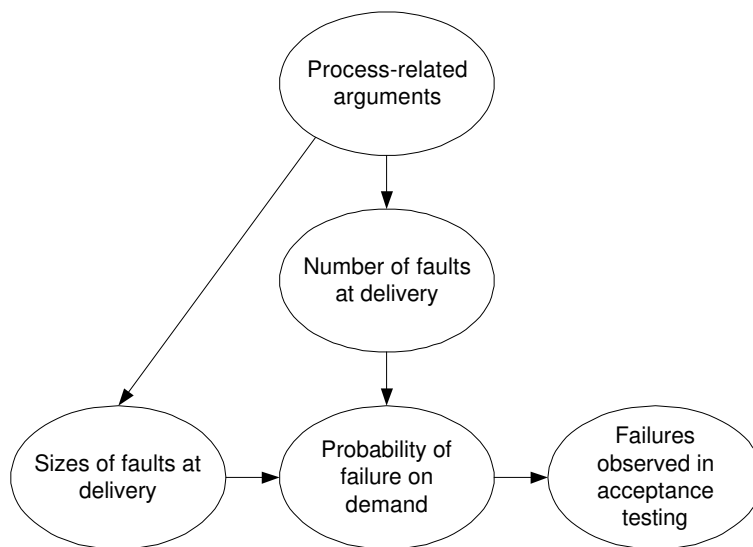 Process-related
arguments
Number of faults
at delivery
Sizes of faults at
delivery
Probability of
failure on
demand
Failures
observed in
acceptance
testing